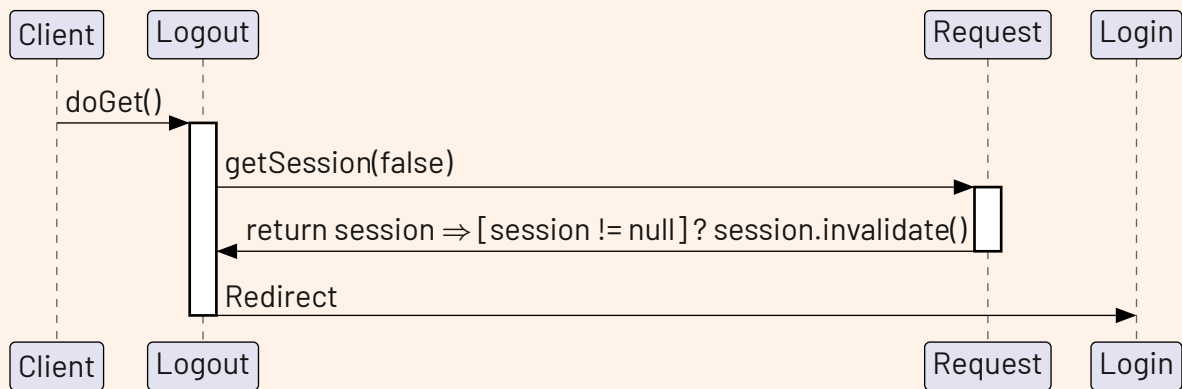 Client Logout Request Login
doGet()
getSession(false)
return session ⇒ [session != null] ? session.invalidate()
Redirect
Client Logout Request Login